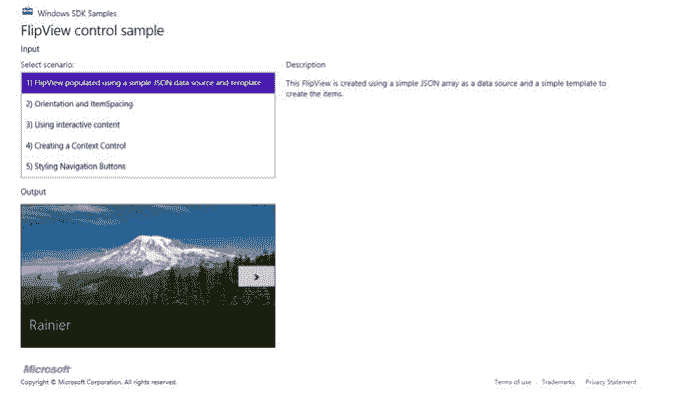 Windows SDK Samples
FlipView control sample
Input
Select scenario:
1) FlipView populated using a simple JSON data source and template
2) Orientation and ItemSpacing
3) Using interactive content
4) Creating a Context Control
5) Styling Navigation Buttons
Description
This FlipView is created using a simple JSON array as a data source and a simple template to
create the items.
Output
Rainier
Microsoft
Copyright © Microsoft Corporation. All rights reserved.
Terms of use Trademarks Privacy Statement